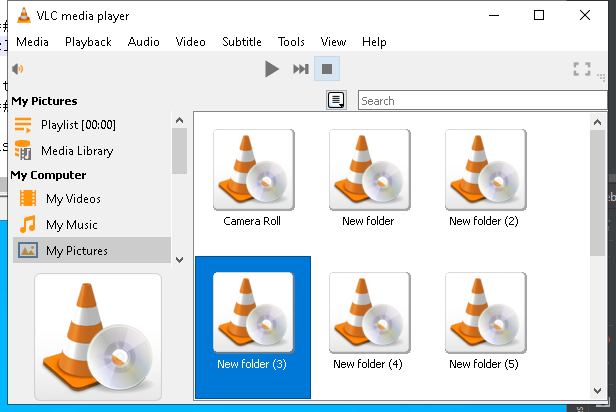 VLC media player
Media Playback Audio Video Subtitle Tools View Help
My Pictures
Playlist [00:00]
Media Library
My Computer
My Videos
My Music
My Pictures
Search
Camera Roll
New folder
New folder (2)
New folder (3)
New folder (4)
New folder (5)